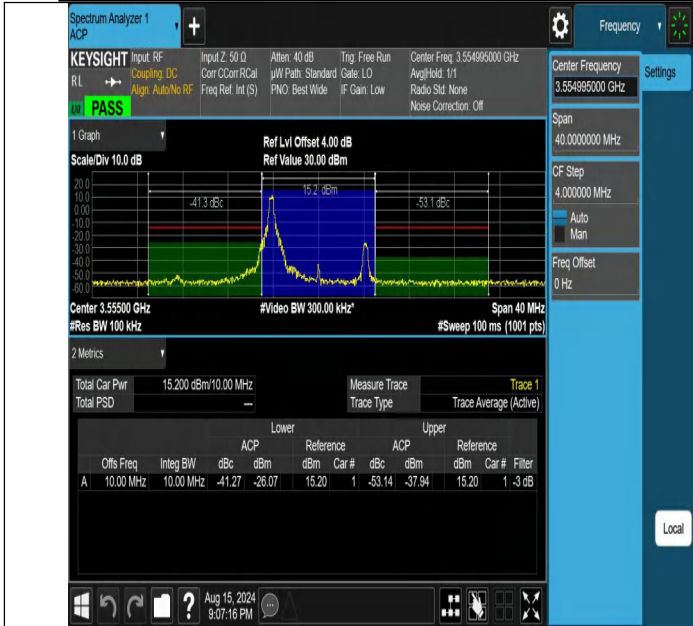 Spectrum Analyzer 1
ACP
Frequency
KEYSIGHT
RL
PASS
Input: RF
Coupling: DC
Align: Auto/No RF
Input Z: 50 Ω
Corr CCorr RCal
Freq Ref: Int (S)
Atten: 40 dB
µW Path: Standard
PNO: Best Wide
Trig: Free Run
Gate: LO
IF Gain: Low
Center Freq: 3.554995000 GHz
Avg|Hold: 1/1
Radio Std: None
Noise Correction: Off
Center Frequency
3.554995000 GHz
Settings
Span
40.0000000 MHz
CF Step
4.000000 MHz
Auto
Man
Freq Offset
0 Hz
Local
1 Graph
Scale/Div 10.0 dB
Ref Lvl Offset 4.00 dB
Ref Value 30.00 dBm
20.0
10.0
0.00
-10.0
-20.0
-30.0
-40.0
-50.0
-60.0
-41.3 dBc
15.2 dBm
-53.1 dBc
Center 3.55500 GHz #Video BW 300.00 kHz* Span 40 MHz
#Res BW 100 kHz #Sweep 100 ms (1001 pts)
2 Metrics
Total Car Pwr 15.200 dBm/10.00 MHz Measure Trace Trace 1
Total PSD --- Trace Type Trace Average (Active)
Lower Upper
ACP Reference ACP Reference
Offs Freq Integ BW dBc dBm dBm Car # dBc dBm dBm Car # Filter
A 10.00 MHz 10.00 MHz -41.27 -26.07 15.20 1 -53.14 -37.94 15.20 1 -3 dB
Aug 15, 2024
9:07:16 PM